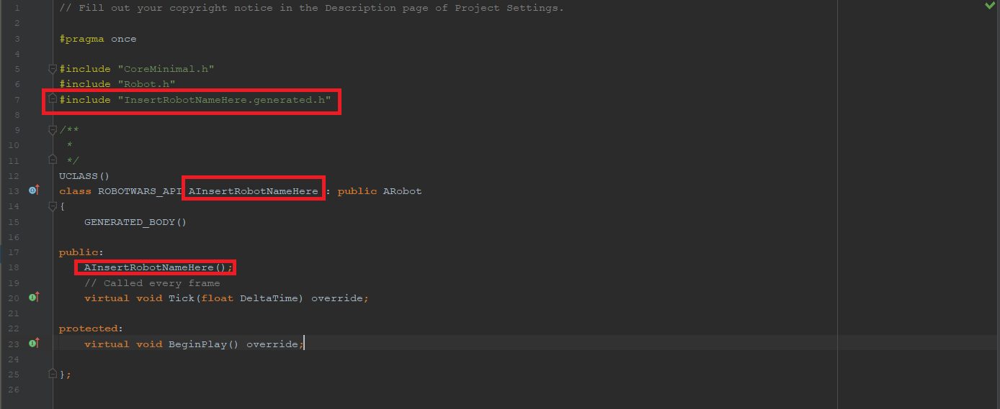 1 // Fill out your copyright notice in the Description page of Project Settings.
2
3 #pragma once
4
5 #include "CoreMinimal.h"
6 #include "Robot.h"
7 #include "InsertRobotNameHere.generated.h"
8
9 /**
10 *
11 */
12 UCLASS()
13 class ROBOTWARS_API AInsertRobotNameHere : public ARobot
14 {
15 GENERATED_BODY()
16
17 public:
18 AInsertRobotNameHere();
19 // Called every frame
20 virtual void Tick(float DeltaTime) override;
21
22 protected:
23 virtual void BeginPlay() override;
24
25 };
26